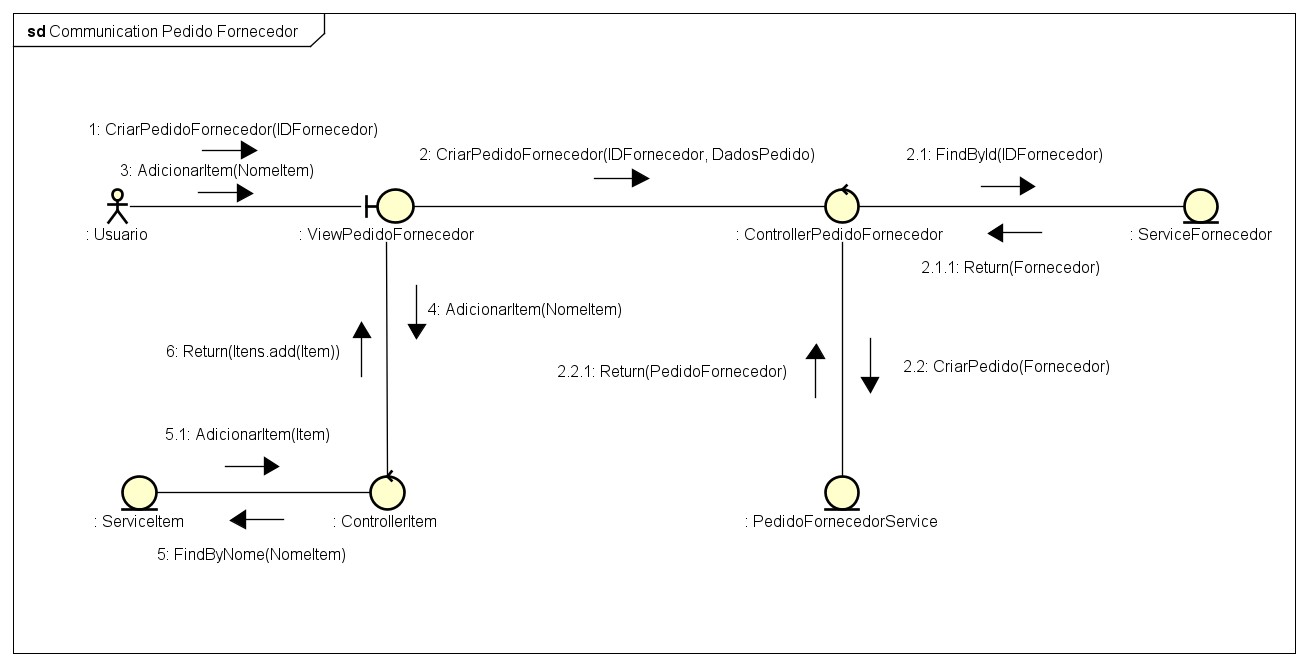 sd Communication Pedido Fornecedor
1: CriarPedidoFornecedor(IDFornecedor)
3: AdicionarItem(NomeItem)
2: CriarPedidoFornecedor(IDFornecedor, DadosPedido)
2.1: FindById(IDFornecedor)
: Usuario
: ViewPedidoFornecedor
: ControllerPedidoFornecedor
: ServiceFornecedor
2.1.1: Return(Fornecedor)
4: AdicionarItem(NomeItem)
6: Return(Itens.add(Item))
2.2.1: Return(PedidoFornecedor)
2.2: CriarPedido(Fornecedor)
5.1: AdicionarItem(Item)
: ServiceItem
: ControllerItem
: PedidoFornecedorService
5: FindByNome(NomeItem)